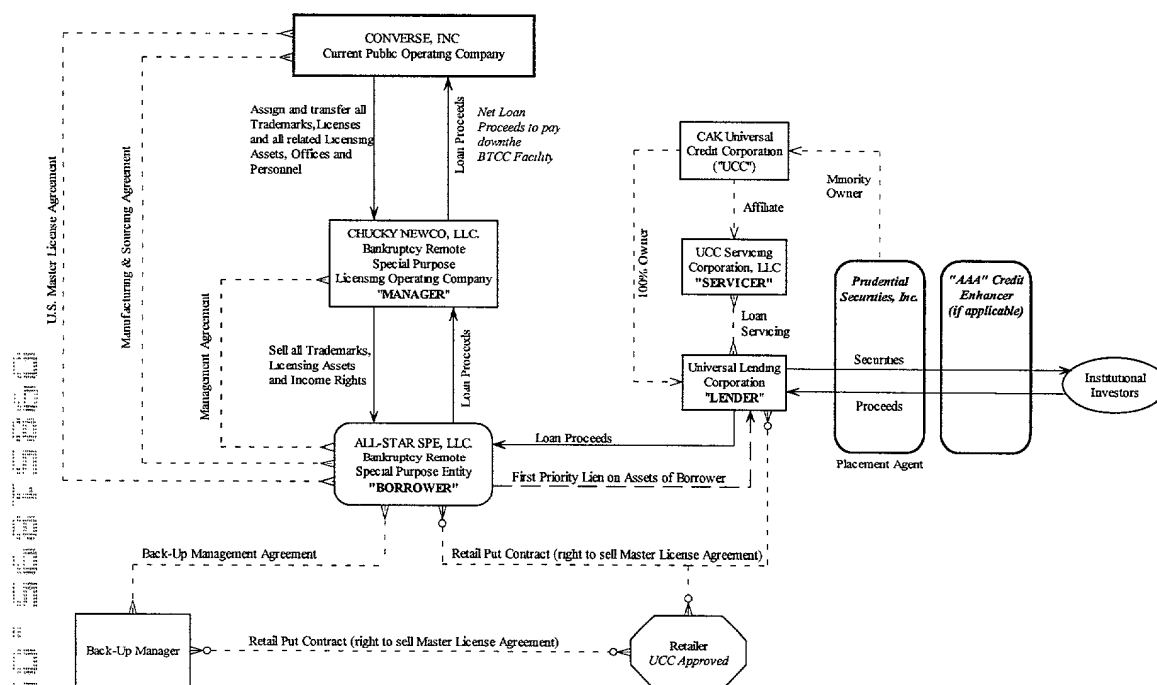 CONVERSE, INC
Current Public Operating Company
Assign and transfer all
Trademarks, Licenses
and all related Licensing
Assets, Offices and
Personnel
Loan Proceeds
Net Loan
Proceeds to pay
downthe
BTCC Facility
U.S. Master License Agreement
Manufacturing & Sourcing Agreement
CAK Universal
Credit Corporation
("UCC")
Minority
Owner
Affiliate
100% Owner
CHUCKY NEWCO, LLC.
Bankruptcy Remote
Special Purpose
Licensing Operating Company
"MANAGER"
UCC Servicing
Corporation, LLC
"SERVICER"
Prudential
Securities, Inc.
"AAA" Credit
Enhancer
(if applicable)
Management Agreement
Sell all Trademarks,
Licensing Assets
and Income Rights
Loan Proceeds
Loan
Servicing
Universal Lending
Corporation
"LENDER"
Securities
Proceeds
Institutional
Investors
ALL-STAR SPE, LLC.
Bankruptcy Remote
Special Purpose Entity
"BORROWER"
Loan Proceeds
First Priority Lien on Assets of Borrower
Placement Agent
Back-Up Management Agreement
Retail Put Contract (right to sell Master License Agreement)
Back-Up Manager
Retail Put Contract (right to sell Master License Agreement)
Retailer
UCC Approved